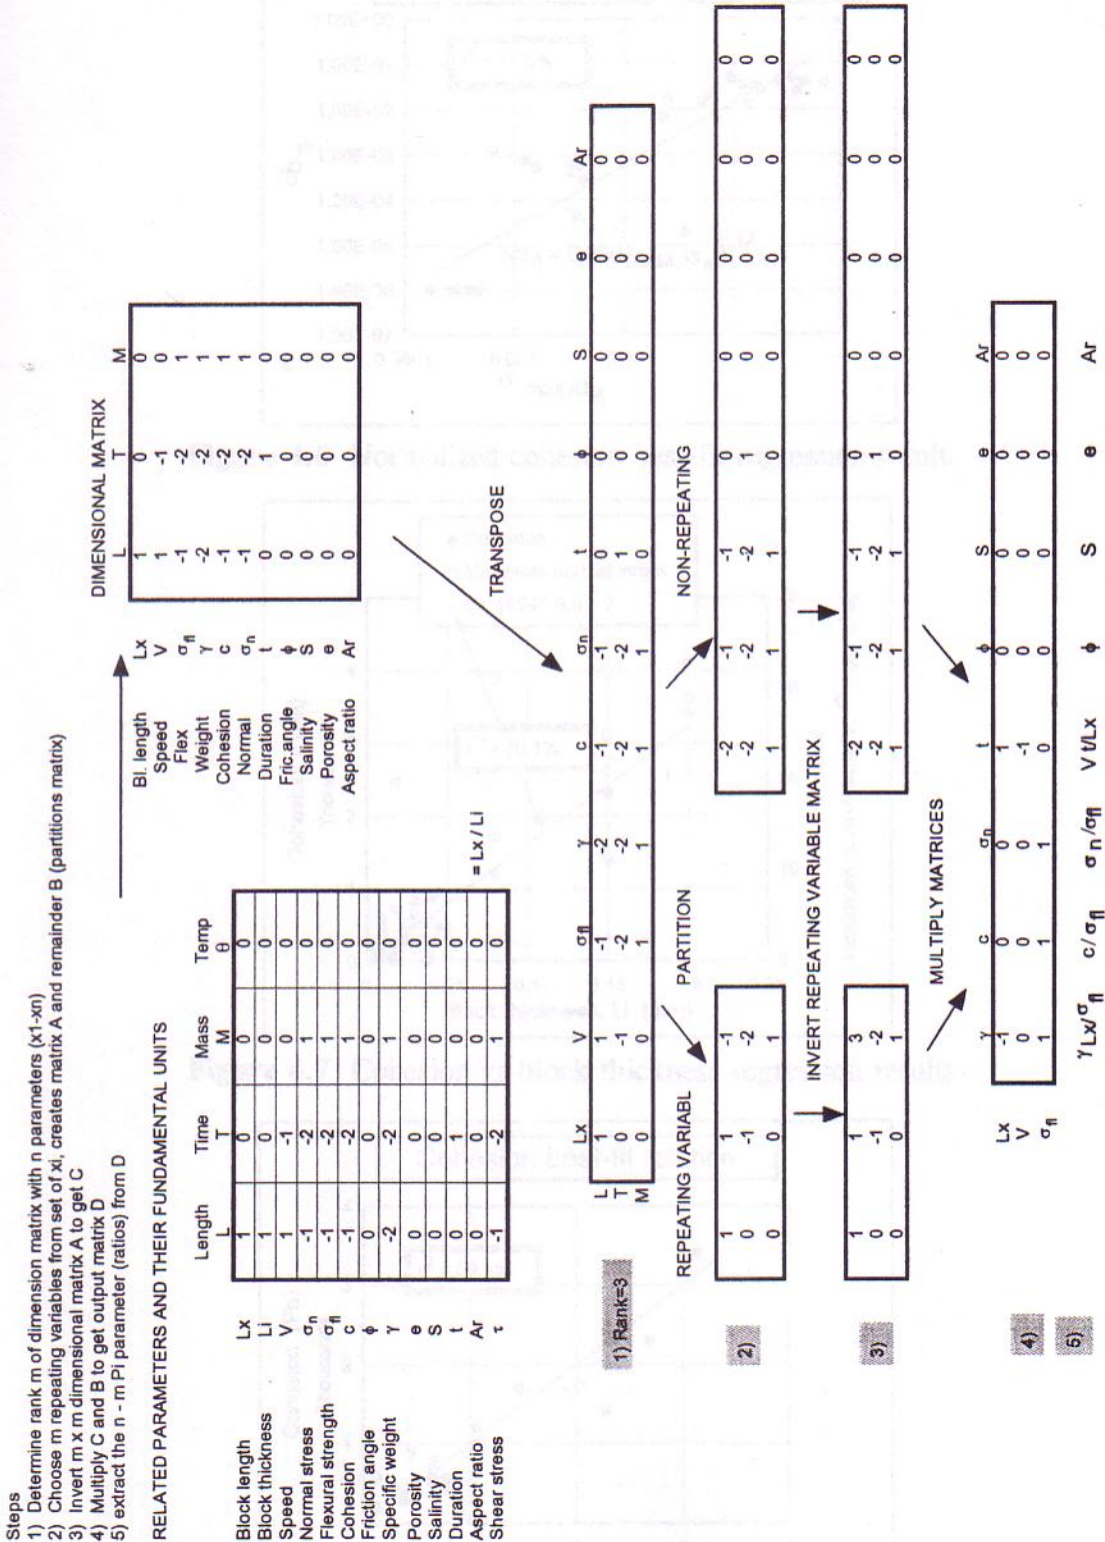 Steps
1) Determine rank m of dimension matrix with n parameters (x1-xn)
2) Choose m repeating variables from set of xi, creates matrix A and remainder B (partitions matrix)
3) Invert m x m dimensional matrix A to get C
4) Multiply C and B to get output matrix D
5) extract the n - m Pi parameter (ratios) from D
RELATED PARAMETERS AND THEIR FUNDAMENTAL UNITS
Length Time Mass Temp
L T M θ
Block length Lx 1 0 0 0
Block thickness Li 1 0 0 0
Speed V 1 -1 0 0
Normal stress σn -1 -2 1 0
Flexural strength σfl -1 -2 1 0
Cohesion c -1 -2 1 0
Friction angle ϕ 0 0 0 0
Specific weight γ -2 -2 1 0
Porosity e 0 0 0 0
Salinity S 0 0 0 0
Duration t 0 1 0 0
Aspect ratio Ar 0 0 0 0 = Lx / Li
Shear stress τ -1 -2 1 0
DIMENSIONAL MATRIX
L T M
Bl. length Lx 1 0 0
Speed V 1 -1 0
Flex σfl -1 -2 1
Weight γ -2 -2 1
Cohesion c -1 -2 1
Normal σn -1 -2 1
Duration t 0 1 0
Fric.angle ϕ 0 0 0
Salinity S 0 0 0
Porosity e 0 0 0
Aspect ratio Ar 0 0 0
TRANSPOSE
1) Rank=3
Lx V σfl γ c σn t ϕ S e Ar
L 1 1 -1 -2 -1 -1 0 0 0 0 0
T 0 -1 -2 -2 -2 -2 1 0 0 0 0
M 0 0 1 1 1 1 0 0 0 0 0
REPEATING VARIABL PARTITION NON-REPEATING
2)
1 1 -1 -2 -1 -1 0 0 0 0 0
0 -1 -2 -2 -2 -2 1 0 0 0 0
0 0 1 1 1 1 0 0 0 0 0
INVERT REPEATING VARIABLE MATRIX
3)
1 1 3 -2 -1 -1 0 0 0 0 0
0 -1 -2 -2 -2 -2 1 0 0 0 0
0 0 1 1 1 1 0 0 0 0 0
MULTIPLY MATRICES
4)
γ c σn t ϕ S e Ar
Lx -1 0 0 1 0 0 0 0
V 0 0 0 -1 0 0 0 0
σfl 1 1 1 0 0 0 0 0
5)
γLx/σfl c/σfl σn/σfl Vt/Lx ϕ S e Ar